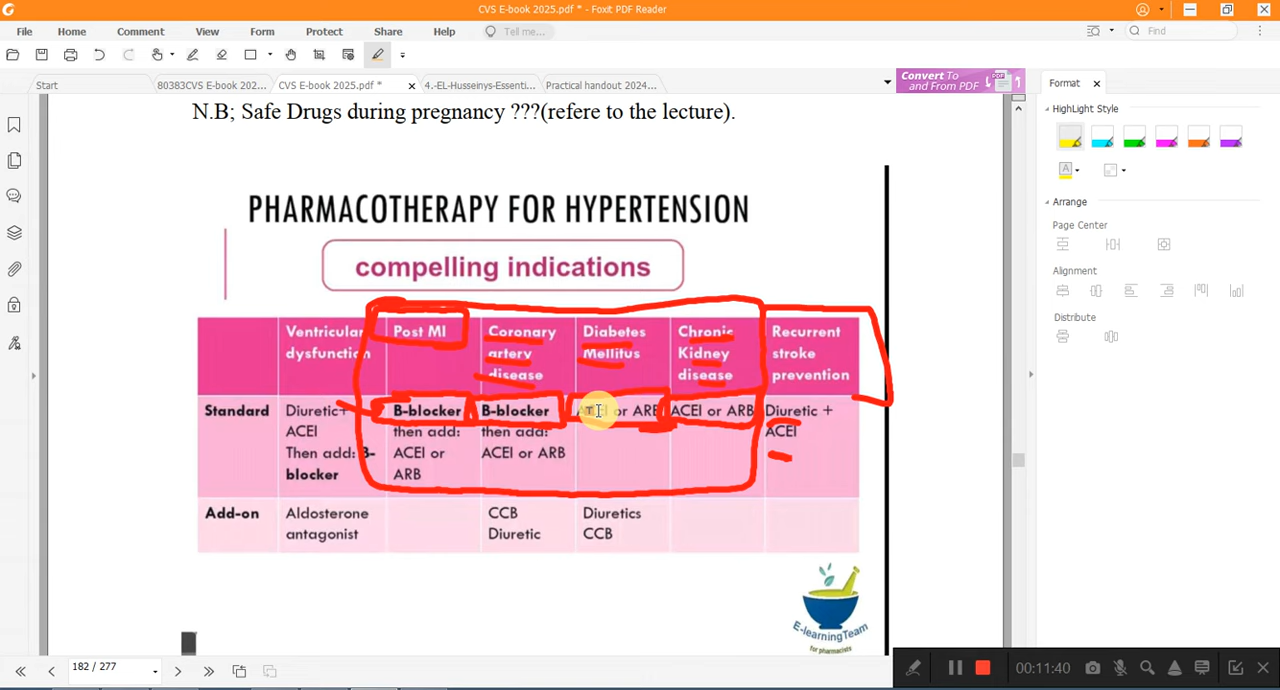 CVS E-book 2025.pdf * - Foxit PDF Reader
File Home Comment View Form Protect Share Help Tell me... Find
Start 80383CVS E-book 202... CVS E-book 2025.pdf * 4.-EL-Husseinys-Essenti... Practical handout 2024... Convert To and From PDF
PDF
Format
HighLight Style
Arrange
Page Center
Alignment
Distribute
N.B; Safe Drugs during pregnancy ???(refere to the lecture).
PHARMACOTHERAPY FOR HYPERTENSION
compelling indications
Ventricular dysfunction
Post MI
Coronary artery disease
Diabetes Mellitus
Chronic Kidney disease
Recurrent stroke prevention
Standard
Diuretic+
ACEI
Then add: B-
blocker
B-blocker
then add:
ACEI or
ARB
B-blocker
then add:
ACEI or ARB
or ARB
ACEI or ARB
Diuretic +
ACEI
Add-on
Aldosterone
antagonist
CCB
Diuretic
Diuretics
CCB
E-learningTeam
for pharmacists
182 / 277
00:11:40